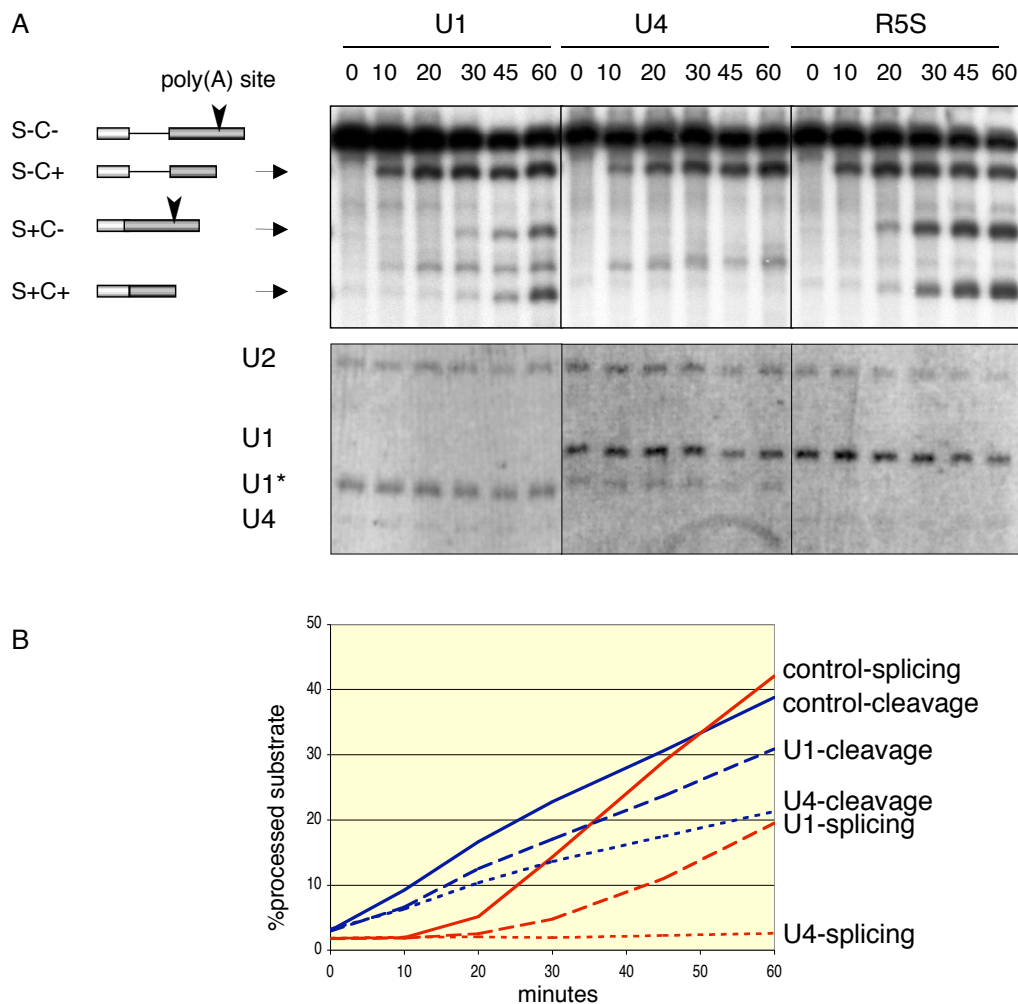 A
U1 U4 R5S
0 10 20 30 45 60 0 10 20 30 45 60 0 10 20 30 45 60
poly(A) site
S-C-
S-C+
S+C-
S+C+
U2
U1
U1*
U4
B
50
40
30
20
10
0
%processed substrate
0 10 20 30 40 50 60
minutes
control-splicing
control-cleavage
U1-cleavage
U4-cleavage
U1-splicing
U4-splicing